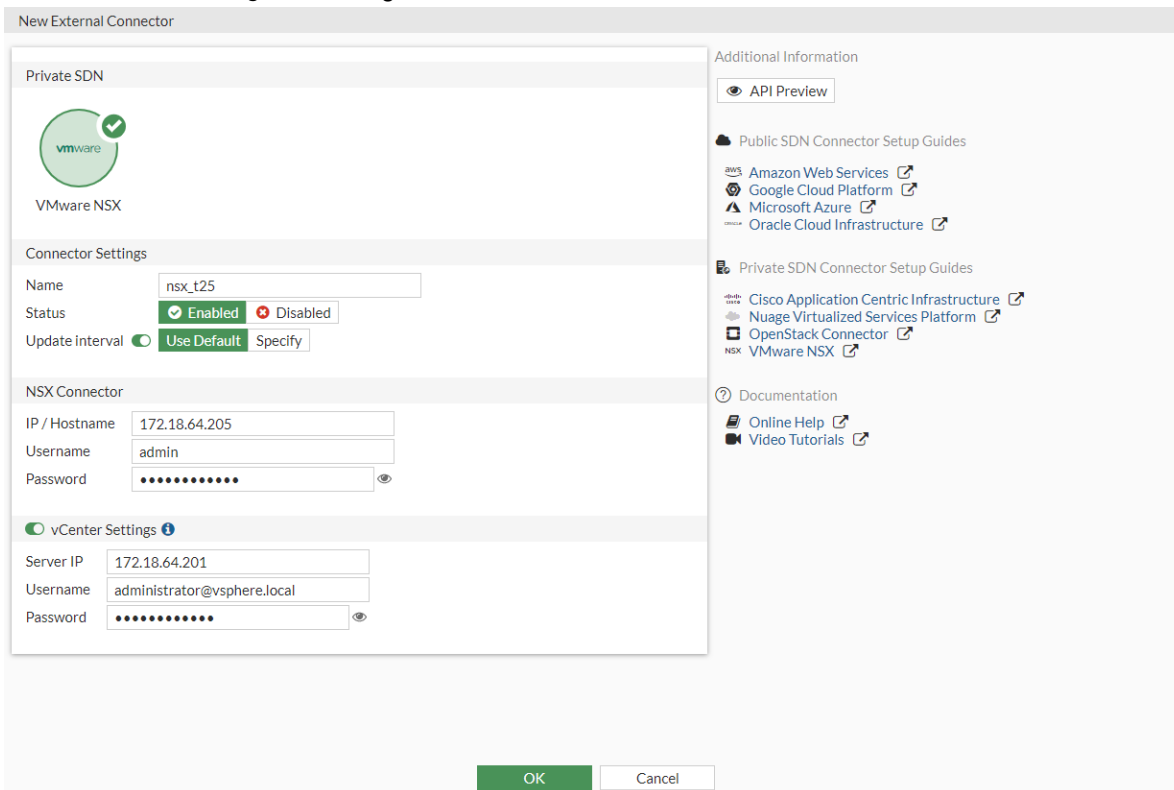 New External Connector
Private SDN
vmware
VMware NSX
Connector Settings
Name nsx_t25
Status Enabled Disabled
Update interval Use Default Specify
NSX Connector
IP / Hostname 172.18.64.205
Username admin
Password ••••••••••••
vCenter Settings
Server IP 172.18.64.201
Username administrator@vsphere.local
Password ••••••••••••
Additional Information
API Preview
Public SDN Connector Setup Guides
aws Amazon Web Services
Google Cloud Platform
Microsoft Azure
Oracle Cloud Infrastructure
Private SDN Connector Setup Guides
Cisco Application Centric Infrastructure
Nuage Virtualized Services Platform
OpenStack Connector
NSX VMware NSX
Documentation
Online Help
Video Tutorials
OK Cancel